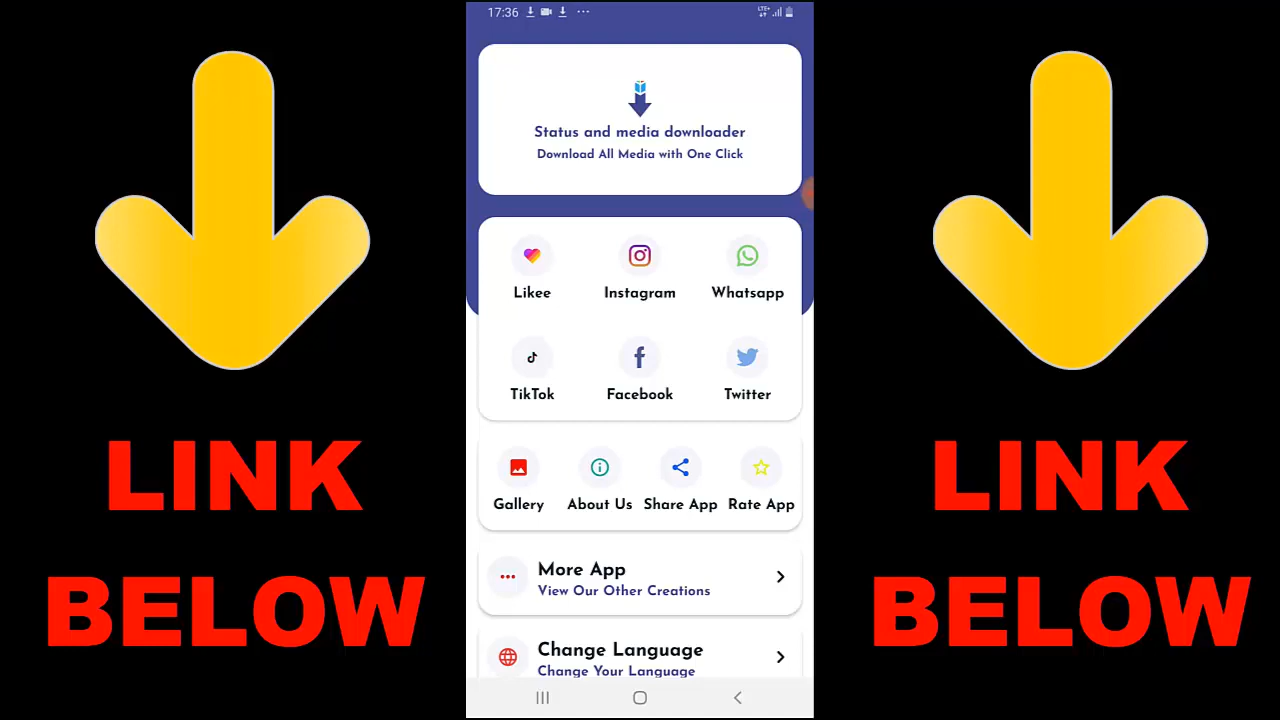 17:36
LTE+
Status and media downloader
Download All Media with One Click
Likee Instagram Whatsapp
TikTok Facebook Twitter
Gallery About Us Share App Rate App
More App
View Our Other Creations
Change Language
Change Your Language
LINK
BELOW
LINK
BELOW